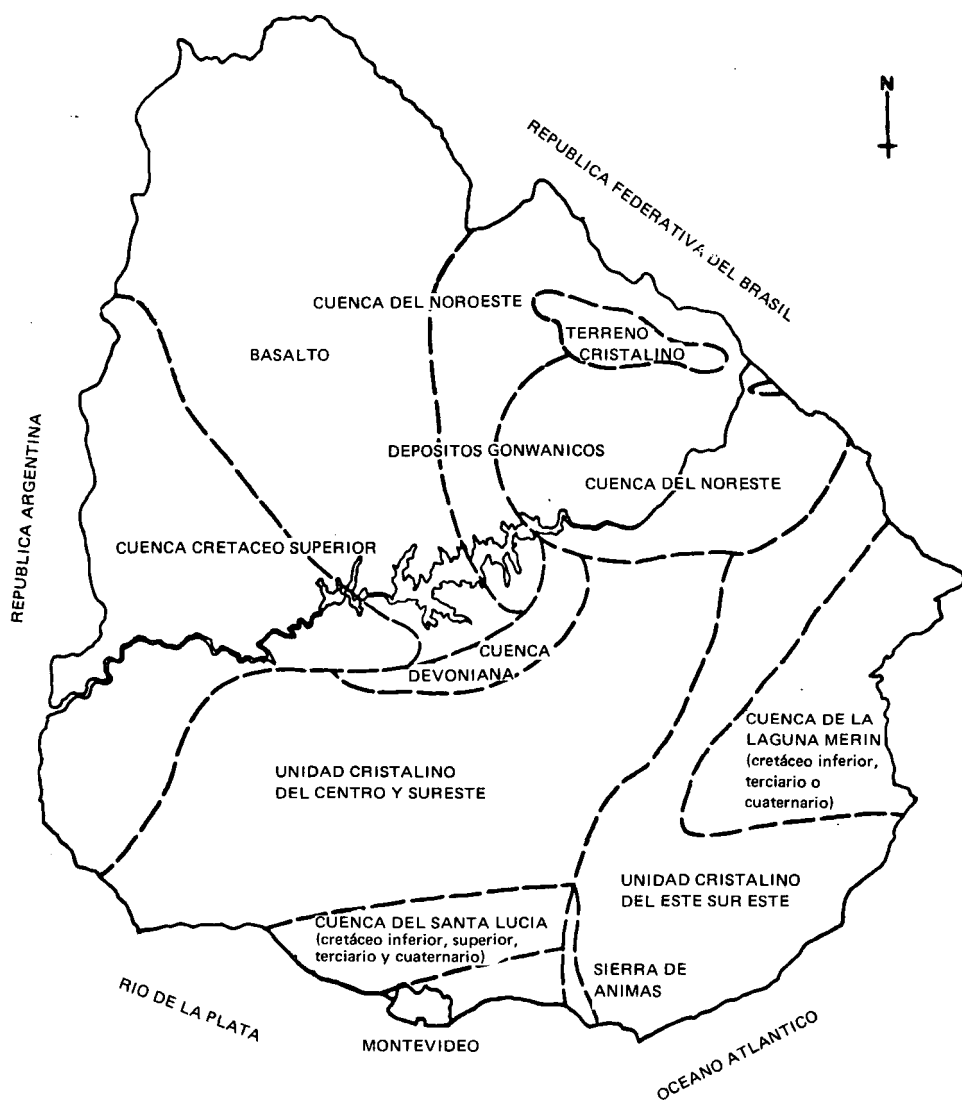 N
REPUBLICA FEDERATIVA DEL BRASIL
CUENCA DEL NOROESTE
TERRENO
CRISTALINO
BASALTO
REPUBLICA ARGENTINA
DEPOSITOS GONWANICOS
CUENCA DEL NORESTE
CUENCA CRETACEO SUPERIOR
CUENCA
DEVONIANA
CUENCA DE LA
LAGUNA MERIN
(cretáceo inferior,
terciario o
cuaternario)
UNIDAD CRISTALINO
DEL CENTRO Y SURESTE
UNIDAD CRISTALINO
DEL ESTE SUR ESTE
CUENCA DEL SANTA LUCIA
(cretáceo inferior, superior,
terciario y cuaternario)
SIERRA DE
ANIMAS
RIO DE LA PLATA
MONTEVIDEO
OCEANO ATLANTICO